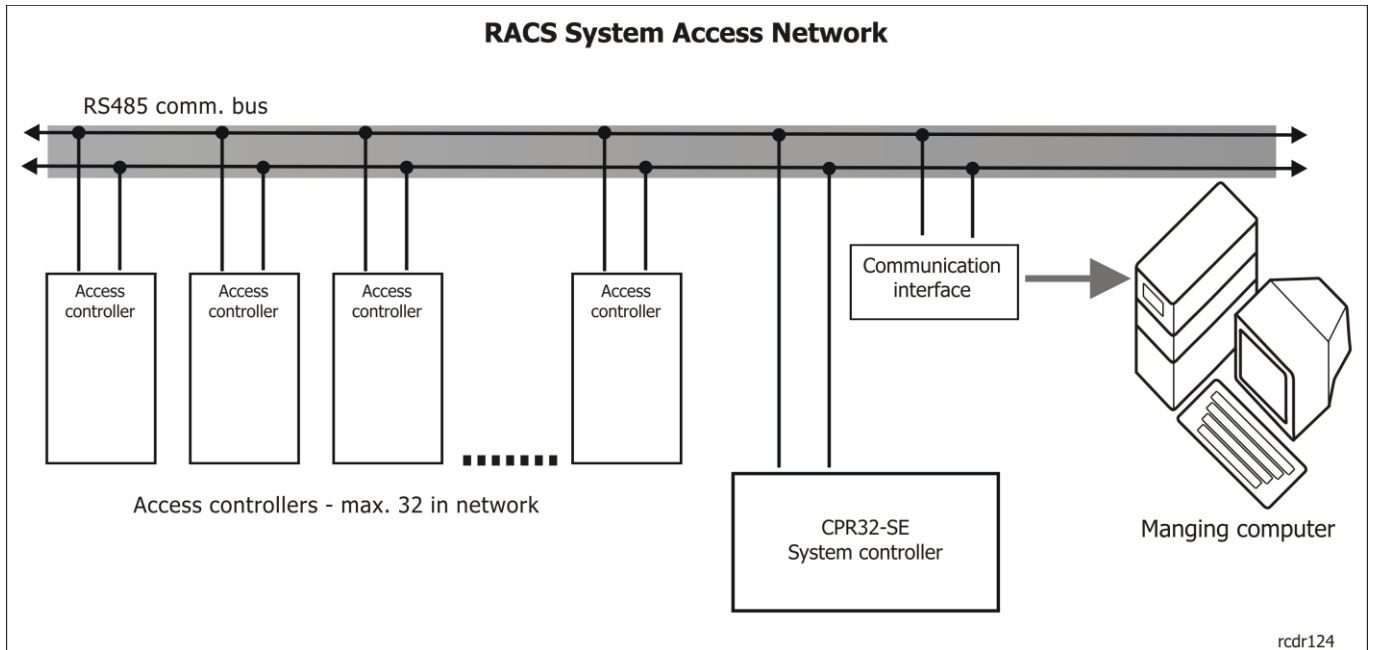 RACS System Access Network
RS485 comm. bus
Access
controller
Access
controller
Access
controller
Access
controller
Communication
interface
Access controllers - max. 32 in network
CPR32-SE
System controller
Manging computer
rcdr124